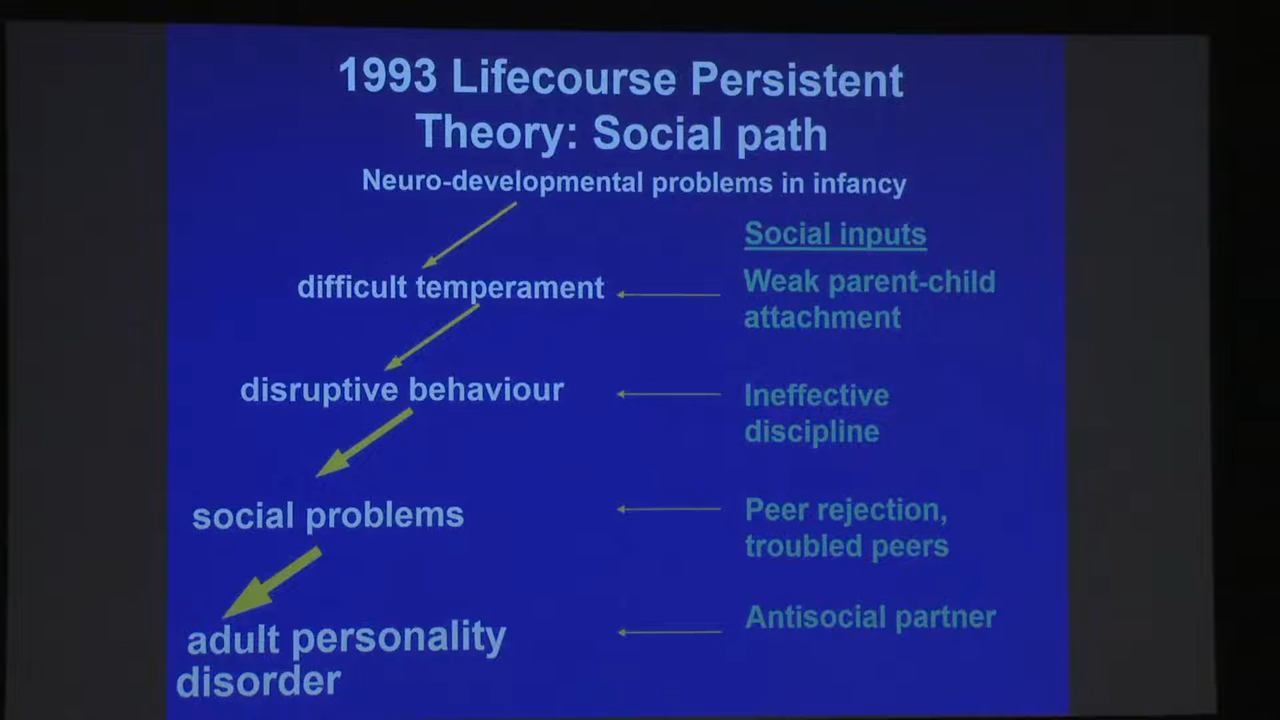 1993 Lifecourse Persistent
Theory: Social path
Neuro-developmental problems in infancy
Social inputs
difficult temperament
Weak parent-child
attachment
disruptive behaviour
Ineffective
discipline
social problems
Peer rejection,
troubled peers
adult personality
disorder
Antisocial partner